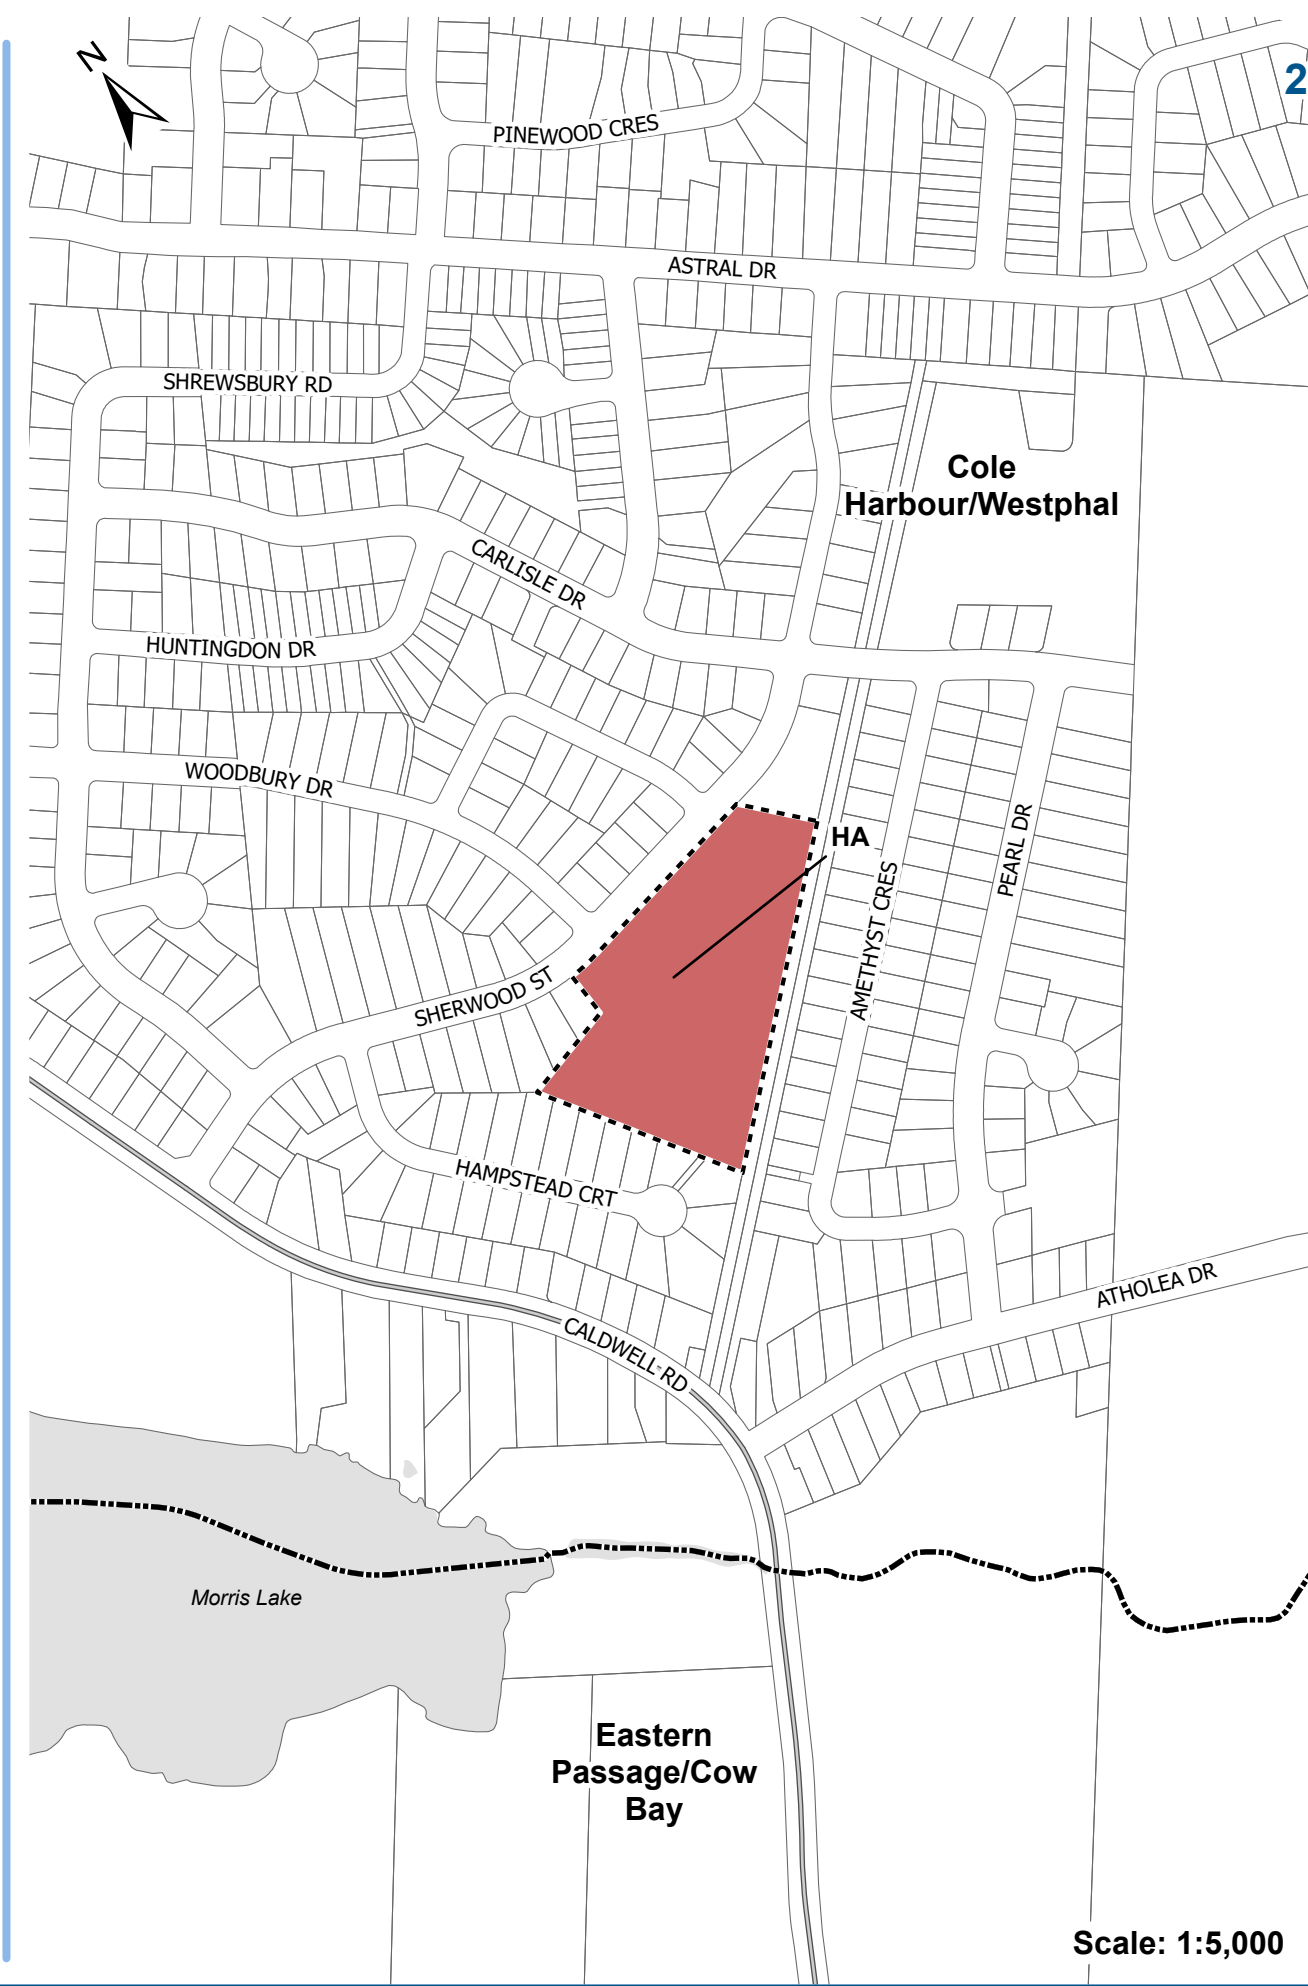 N
2
PINEWOOD CRES
ASTRAL DR
SHREWSBURY RD
Cole
Harbour/Westphal
CARLISLE DR
HUNTINGDON DR
WOODBURY DR
HA
PEARL DR
AMETHYST CRES
SHERWOOD ST
HAMPSTEAD CRT
ATHOLEA DR
CALDWELL RD
Morris Lake
Eastern
Passage/Cow
Bay
Scale: 1:5,000